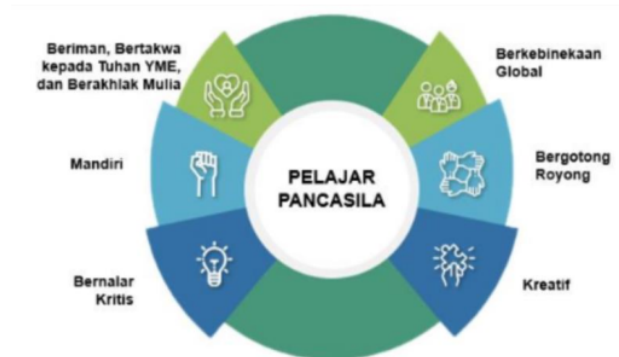 Beriman, Bertakwa
kepada Tuhan YME,
dan Berakhlak Mulia
Berkebinekaan
Global
Mandiri
PELAJAR
PANCASILA
Bergotong
Royong
Bernalar
Kritis
Kreatif